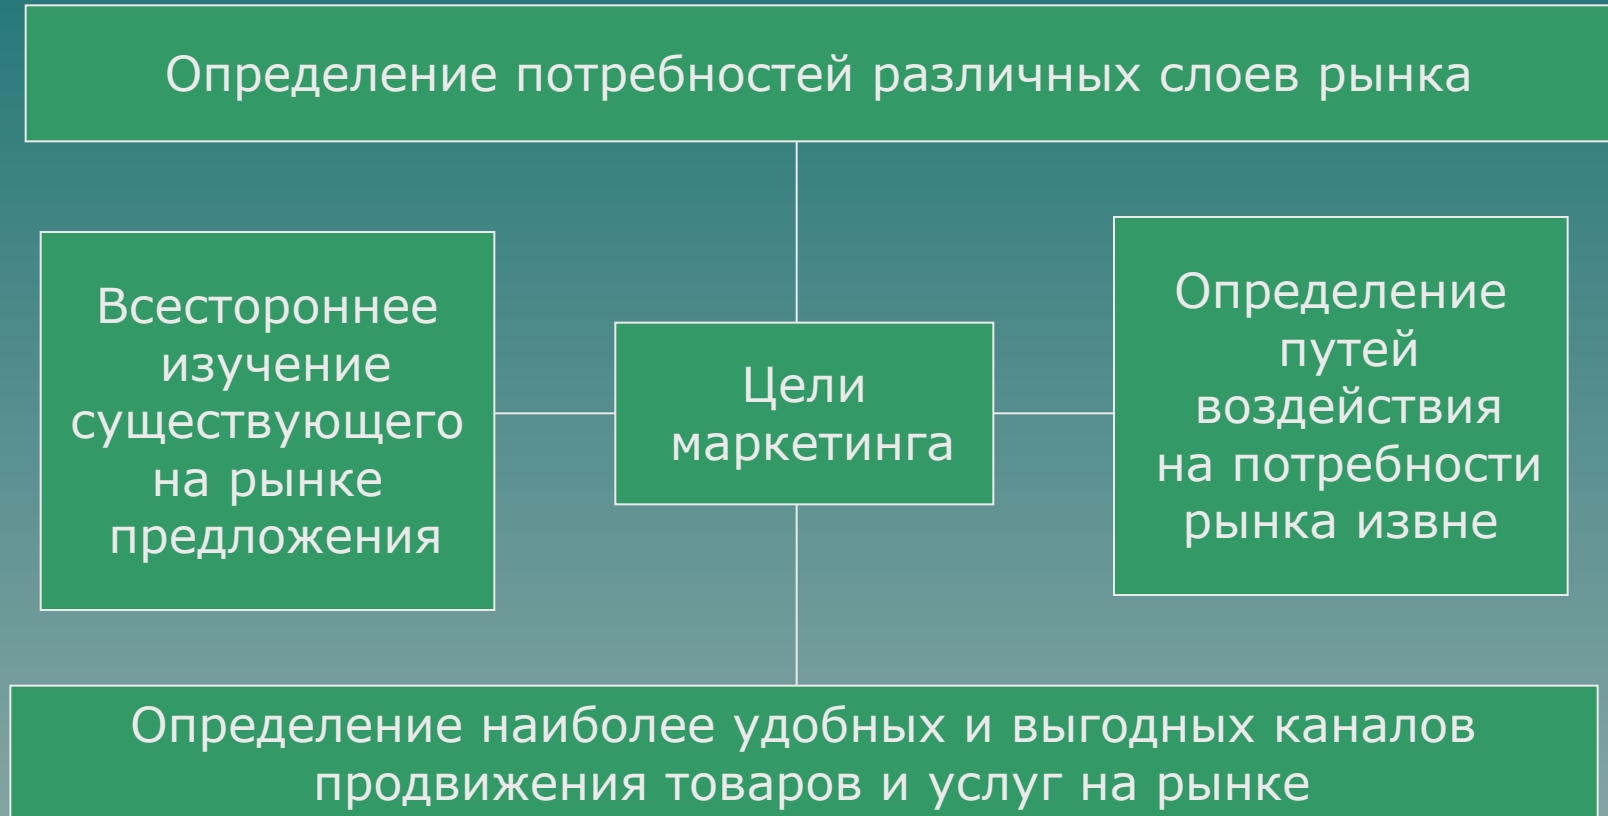 Определение потребностей различных слоев рынка
Всестороннее
изучение
существующего
на рынке
предложения
Цели
маркетинга
Определение
путей
воздействия
на потребности
рынка извне
Определение наиболее удобных и выгодных каналов
продвижения товаров и услуг на рынке